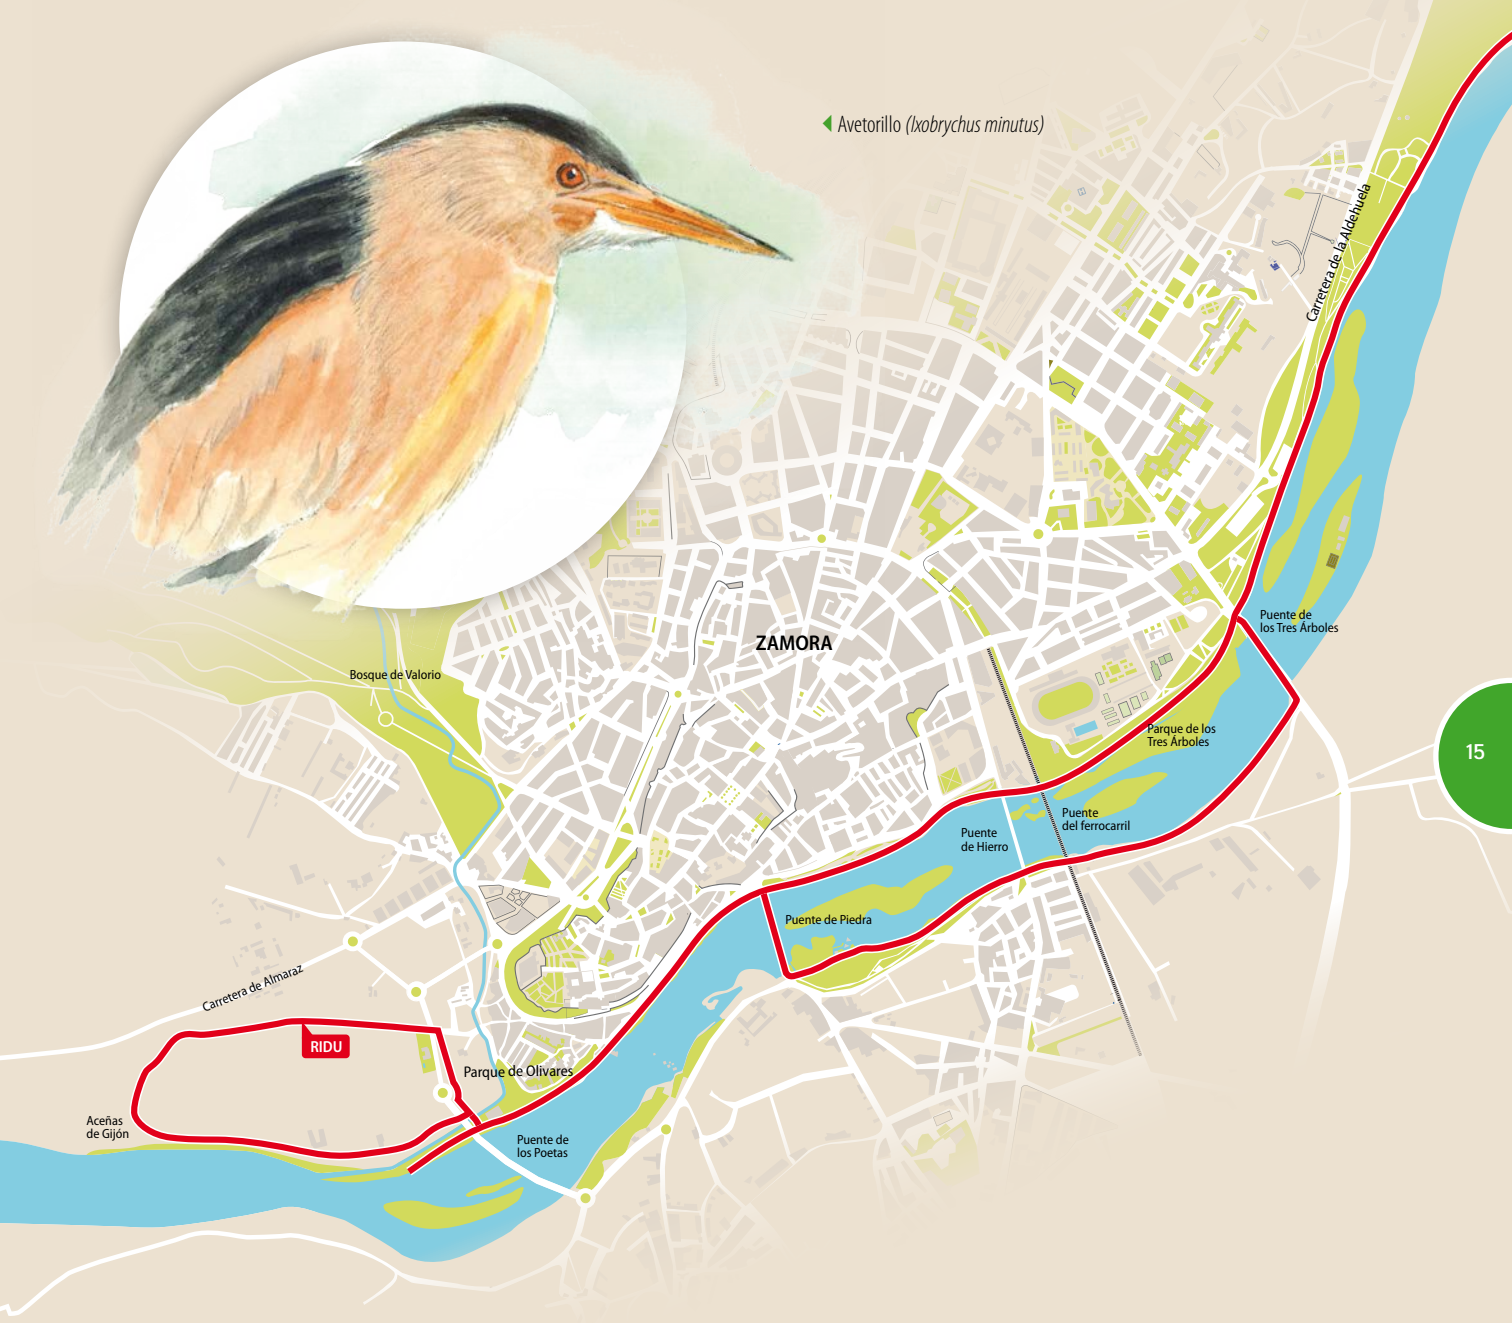 Avetorillo (Ixobrychus minutus)
Carretera de la Aldehuela
Puente de
los Tres Árboles
ZAMORA
Bosque de Valorio
Parque de los
Tres Árboles
15
Puente
del ferrocarril
Puente
de Hierro
Puente de Piedra
Carretera de Almaraz
RIDU
Parque de Olivares
Aceñas
de Gijón
Puente de
los Poetas